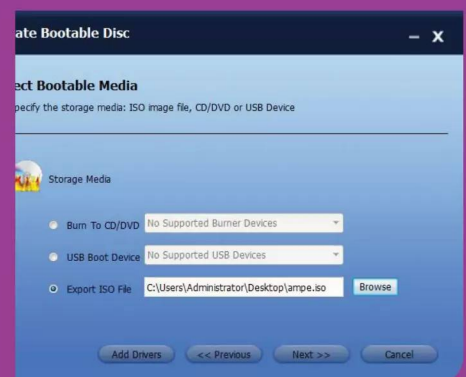 ate Bootable Disc
ect Bootable Media
pecify the storage media: ISO image file, CD/DVD or USB Device
Storage Media
Burn To CD/DVD No Supported Burner Devices
USB Boot Device No Supported USB Devices
Export ISO File C:\Users\Administrator\Desktop\ampe.iso Browse
Add Drivers << Previous Next >> Cancel